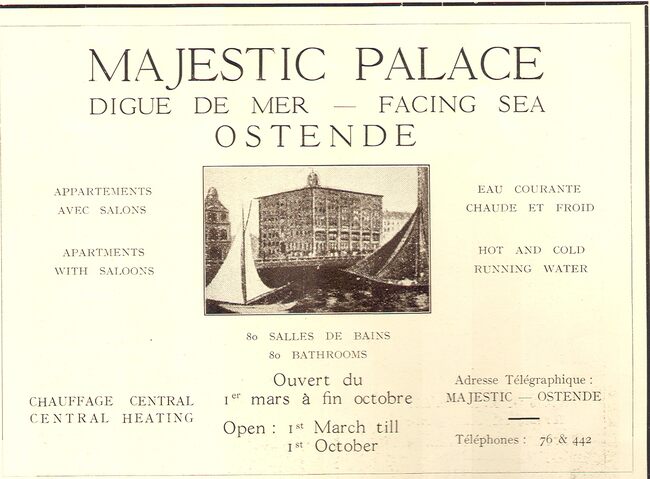 MAJESTIC PALACE
DIGUE DE MER — FACING SEA
OSTENDE
APPARTEMENTS
AVEC SALONS
APARTMENTS
WITH SALOONS
EAU COURANTE
CHAUDE ET FROID
HOT AND COLD
RUNNING WATER
80 SALLES DE BAINS
80 BATHROOMS
CHAUFFAGE CENTRAL
CENTRAL HEATING
Ouvert du
1er mars à fin octobre
Open : 1st March till
1st October
Adresse Télégraphique :
MAJESTIC — OSTENDE
Téléphones : 76 & 442